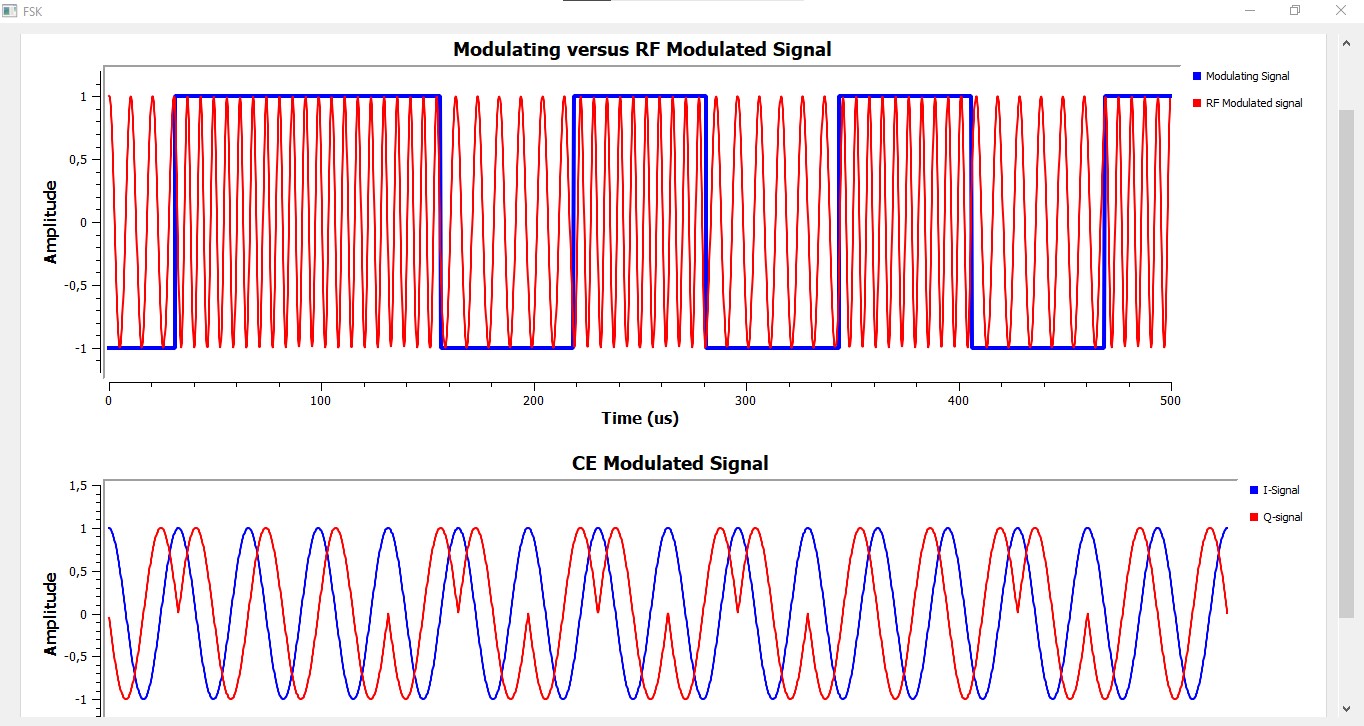 FSK
Modulating versus RF Modulated Signal
Modulating Signal
RF Modulated signal
1
0,5
0
-0,5
-1
Amplitude
0 100 200 300 400 500
Time (us)
CE Modulated Signal
I-Signal
Q-signal
1,5
1
0,5
0
-0,5
-1
Amplitude